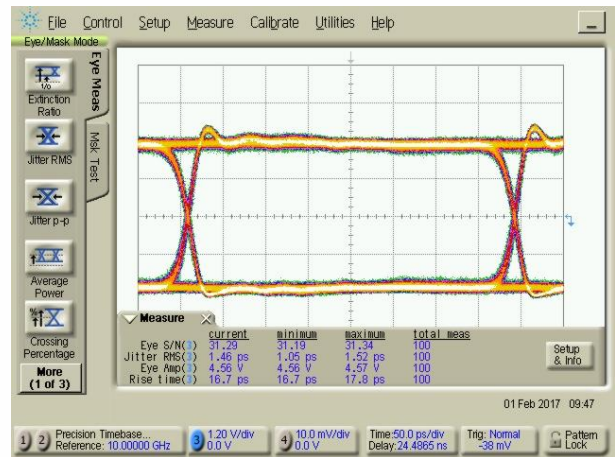 File Control Setup Measure Calibrate Utilities Help
Eye/Mask Mode
Eye Meas
Msk Test
Extinction
Ratio
Jitter RMS
Jitter p-p
Average
Power
Crossing
Percentage
More
(1 of 3)
Measure
current minimum maximum total meas
Eye S/N(3) 31.29 31.19 31.34 100
Jitter RMS(3) 1.46 ps 1.05 ps 1.52 ps 100
Eye Amp(3) 4.56 V 4.56 V 4.57 V 100
Rise time(3) 16.7 ps 16.7 ps 17.8 ps 100
Setup
& Info
01 Feb 2017 09:47
1 2 Precision Timebase...
Reference: 10.00000 GHz
3 1.20 V/div
0.0 V
4 10.0 mV/div
0.0 V
Time:50.0 ps/div
Delay:24.4865 ns
Trig: Normal
-38 mV
Pattern
Lock